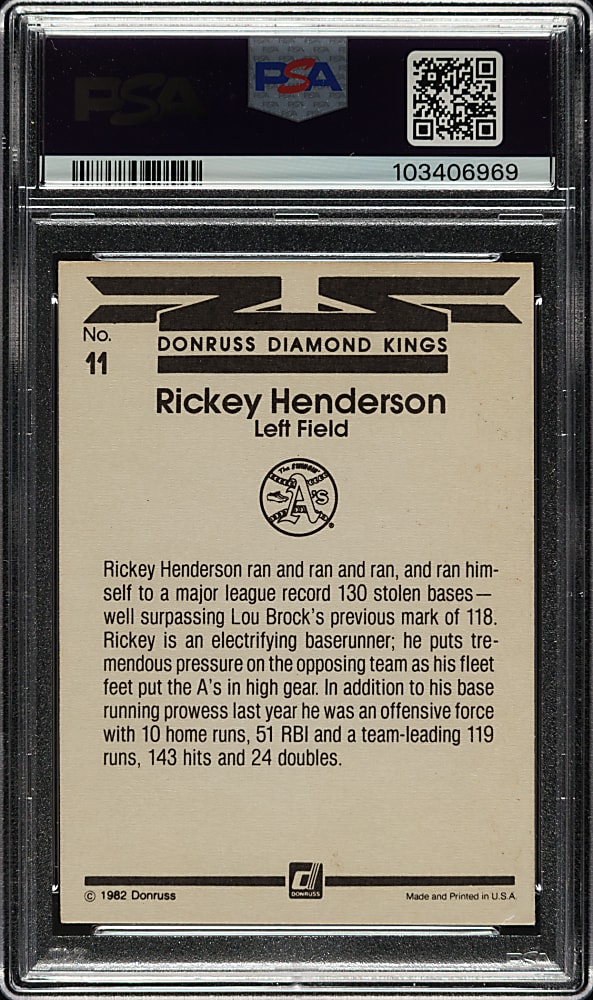 PSA
PSA
103406969
No.
11
DONRUSS DIAMOND KINGS
Rickey Henderson
Left Field
The SWINGIN'
A's
Rickey Henderson ran and ran and ran, and ran him-
self to a major league record 130 stolen bases—
well surpassing Lou Brock's previous mark of 118.
Rickey is an electrifying baserunner; he puts tre-
mendous pressure on the opposing team as his fleet
feet put the A's in high gear. In addition to his base
running prowess last year he was an offensive force
with 10 home runs, 51 RBI and a team-leading 119
runs, 143 hits and 24 doubles.
d
DONRUSS
© 1982 Donruss
Made and Printed in U.S.A.